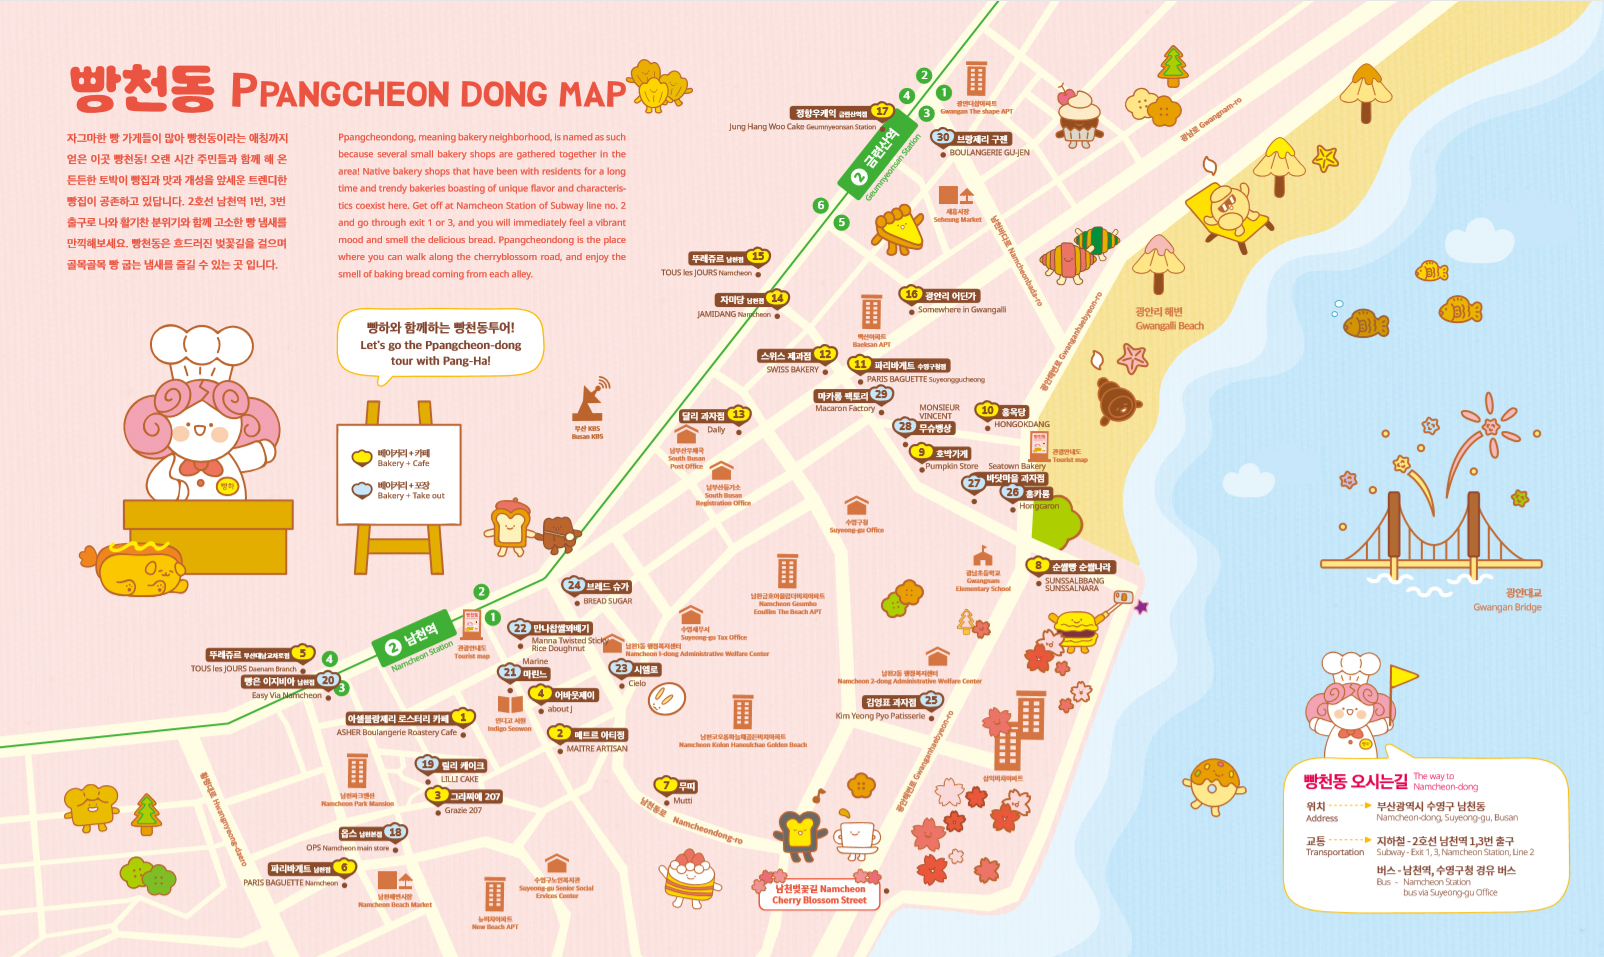 빵천동 PPANGCHEON DONG MAP
자그마한 빵 가게들이 많아 빵천동이라는 애칭까지
얻은 이곳 빵천동! 오랜 시간 주민들과 함께 해 온
든든한 토박이 빵집과 맛과 개성을 앞세운 트렌디한
빵집이 공존하고 있답니다. 2호선 남천역 1번, 3번
출구로 나와 활기찬 분위기와 함께 고소한 빵 냄새를
만끽해보세요. 빵천동은 흐드러진 벚꽃길을 걸으며
골목골목 빵 굽는 냄새를 즐길 수 있는 곳 입니다.
Ppangcheondong, meaning bakery neighborhood, is named as such
because several small bakery shops are gathered together in the
area! Native bakery shops that have been with residents for a long
time and trendy bakeries boasting of unique flavor and characteris-
tics coexist here. Get off at Namcheon Station of Subway line no. 2
and go through exit 1 or 3, and you will immediately feel a vibrant
mood and smell the delicious bread. Ppangcheondong is the place
where you can walk along the cherryblossom road, and enjoy the
smell of baking bread coming from each alley.
빵하와 함께하는 빵천동투어!
Let's go the Ppangcheon-dong
tour with Pang-Ha!
베이커리 + 카페
Bakery + Cafe
베이커리 + 포장
Bakery + Take out
빵하
부산 KBS
Busan KBS
2
1
4
3
광안더샵아파트
Gwangan The shape APT
정항우케익 금련산역점 17
Jung Hang Woo Cake Geumnyeonsan Station
30 브랑제리 구젠
BOULANGERIE GU-JEN
2 금련산역
Geumnyeonsan Station
6
5
새흥시장
Saheung Market
광남로 Gwangnam-ro
남천바다로 Namcheonbada-ro
뚜레쥬르 남천점 15
TOUS les JOURS Namcheon
자미당 남천점 14
JAMIDANG Namcheon
16 광안리 어딘가
Somewhere in Gwangalli
벽산아파트
Baeksan APT
광안리 해변
Gwangalli Beach
광안해변로 Gwanganhaebyeon-ro
스위스 제과점 12
SWISS BAKERY
11 파리바게트 수영구청점
PARIS BAGUETTE Suyeonggucheong
마카롱 팩토리 29
Macaron Factory
MONSIEUR
VINCENT
28 무슈뱅상
10 홍옥당
HONGOKDANG
달리 과자점 13
Dally
남부산우체국
South Busan
Post Office
남부산등기소
South Busan
Registration Office
9 호박가게
Pumpkin Store
관광안내도
Tourist map
Seatown Bakery
27 바닷마을 과자점
26 홍카롱
Hongcaron
수영구청
Suyeong-gu Office
광남초등학교
Gwangnam
Elementary School
8 순쌀빵 순쌀나라
SUNSSALBBANG
SUNSSALNARA
광안대교
Gwangan Bridge
24 브레드 슈가
BREAD SUGAR
남천금호어울림더비치아파트
Namcheon Geumho
Eoullim The Beach APT
2
1
2 남천역
Namcheon Station
관광안내도
Tourist map
22 만나찹쌀꽈배기
Manna Twisted Sticky
Rice Doughnut
수영세무서
Suyeong-gu Tax Office
남천1동 행정복지센터
Namcheon 1-dong Administrative Welfare Center
뚜레쥬르 부산대남교차로점 5
TOUS les JOURS Daenam Branch
4
빵은 이지비아 남천점 20
3
Easy Via Namcheon
Marine
21 마린느
23 시엘로
Cielo
남천2동 행정복지센터
Namcheon 2-dong Administrative Welfare Center
4 어바웃제이
about J
인디고 서원
Indigo Seowon
김영표 과자점 25
Kim Yeong Pyo Patisserie
아셀블랑제리 로스터리 카페 1
ASHER Boulangerie Roastery Cafe
2 메트르 아티정
MAITRE ARTISAN
남천코오롱하늘채골든비치아파트
Namcheon Kolon Haneulchae Golden Beach
삼익비치아파트
광안해변로 Gwanganhaebyeon-ro
19 릴리 케이크
LILLI CAKE
남천파크맨션
Namcheon Park Mansion
3 그라찌에 207
Grazie 207
7 무띠
Mutti
황령대로 Hwangnyeong-daero
남천동로 Namcheondong-ro
옵스 남천본점 18
OPS Namcheon main store
파리바게트 남천점 6
PARIS BAGUETTE Namcheon
남천해변시장
Namcheon Beach Market
수영구노인복지관
Suyeong-gu Senior Social
Ervices Center
뉴비치아파트
New Beach APT
남천벚꽃길 Namcheon
Cherry Blossom Street
빵하
빵천동 오시는길 The way to
Namcheon-dong
위치 부산광역시 수영구 남천동
Address Namcheon-dong, Suyeong-gu, Busan
교통 지하철 - 2호선 남천역 1,3번 출구
Transportation Subway - Exit 1, 3, Namcheon Station, Line 2
버스 - 남천역, 수영구청 경유 버스
Bus - Namcheon Station
bus via Suyeong-gu Office